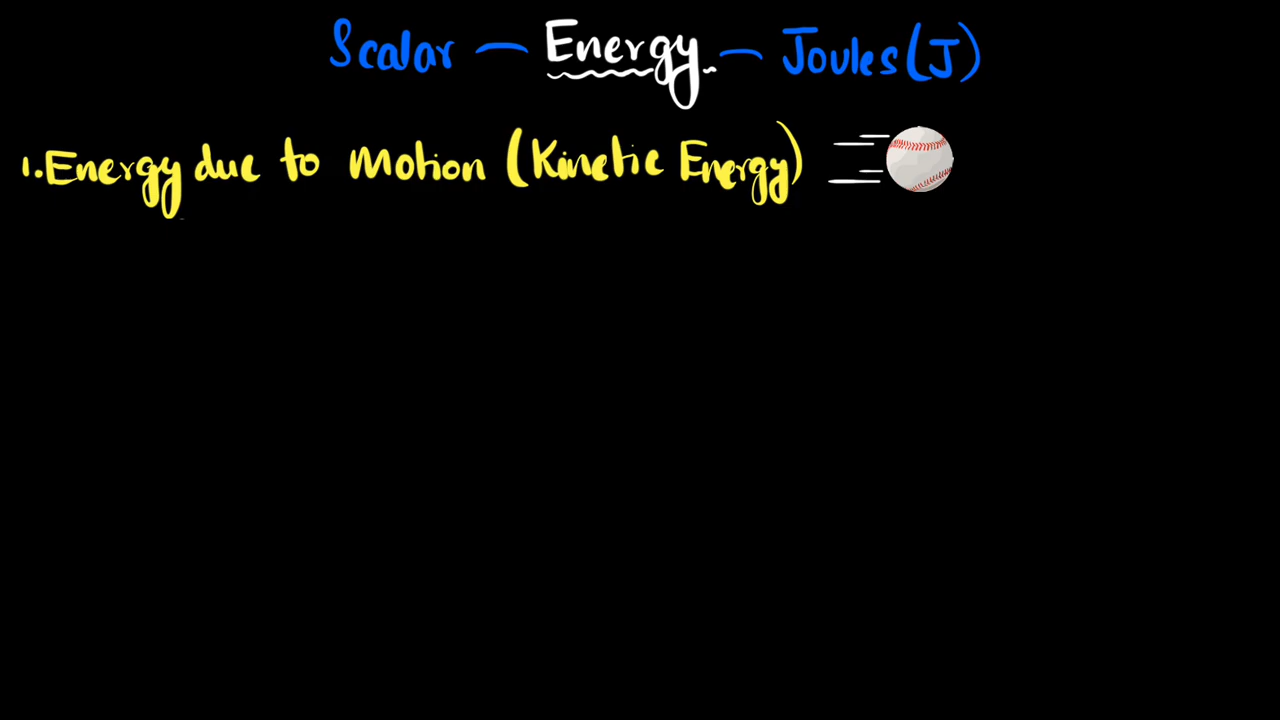 Scalar — Energy — Joules (J)
1. Energy due to Motion (Kinetic Energy)